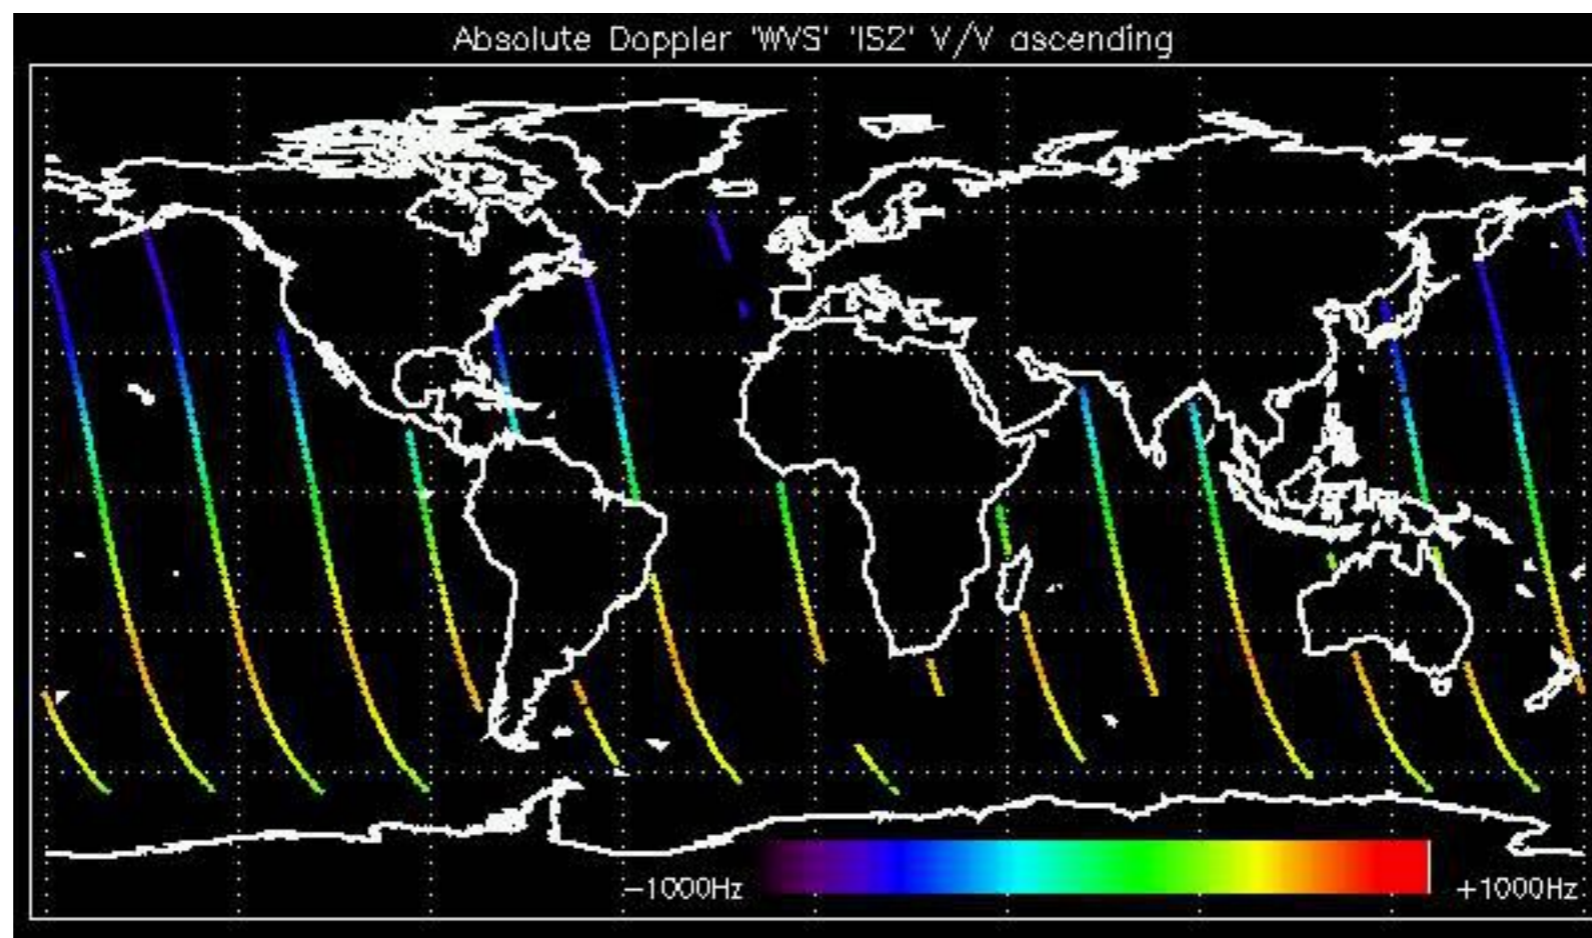 Absolute Doppler 'WVS' 'IS2' V/V ascending
−1000Hz +1000Hz